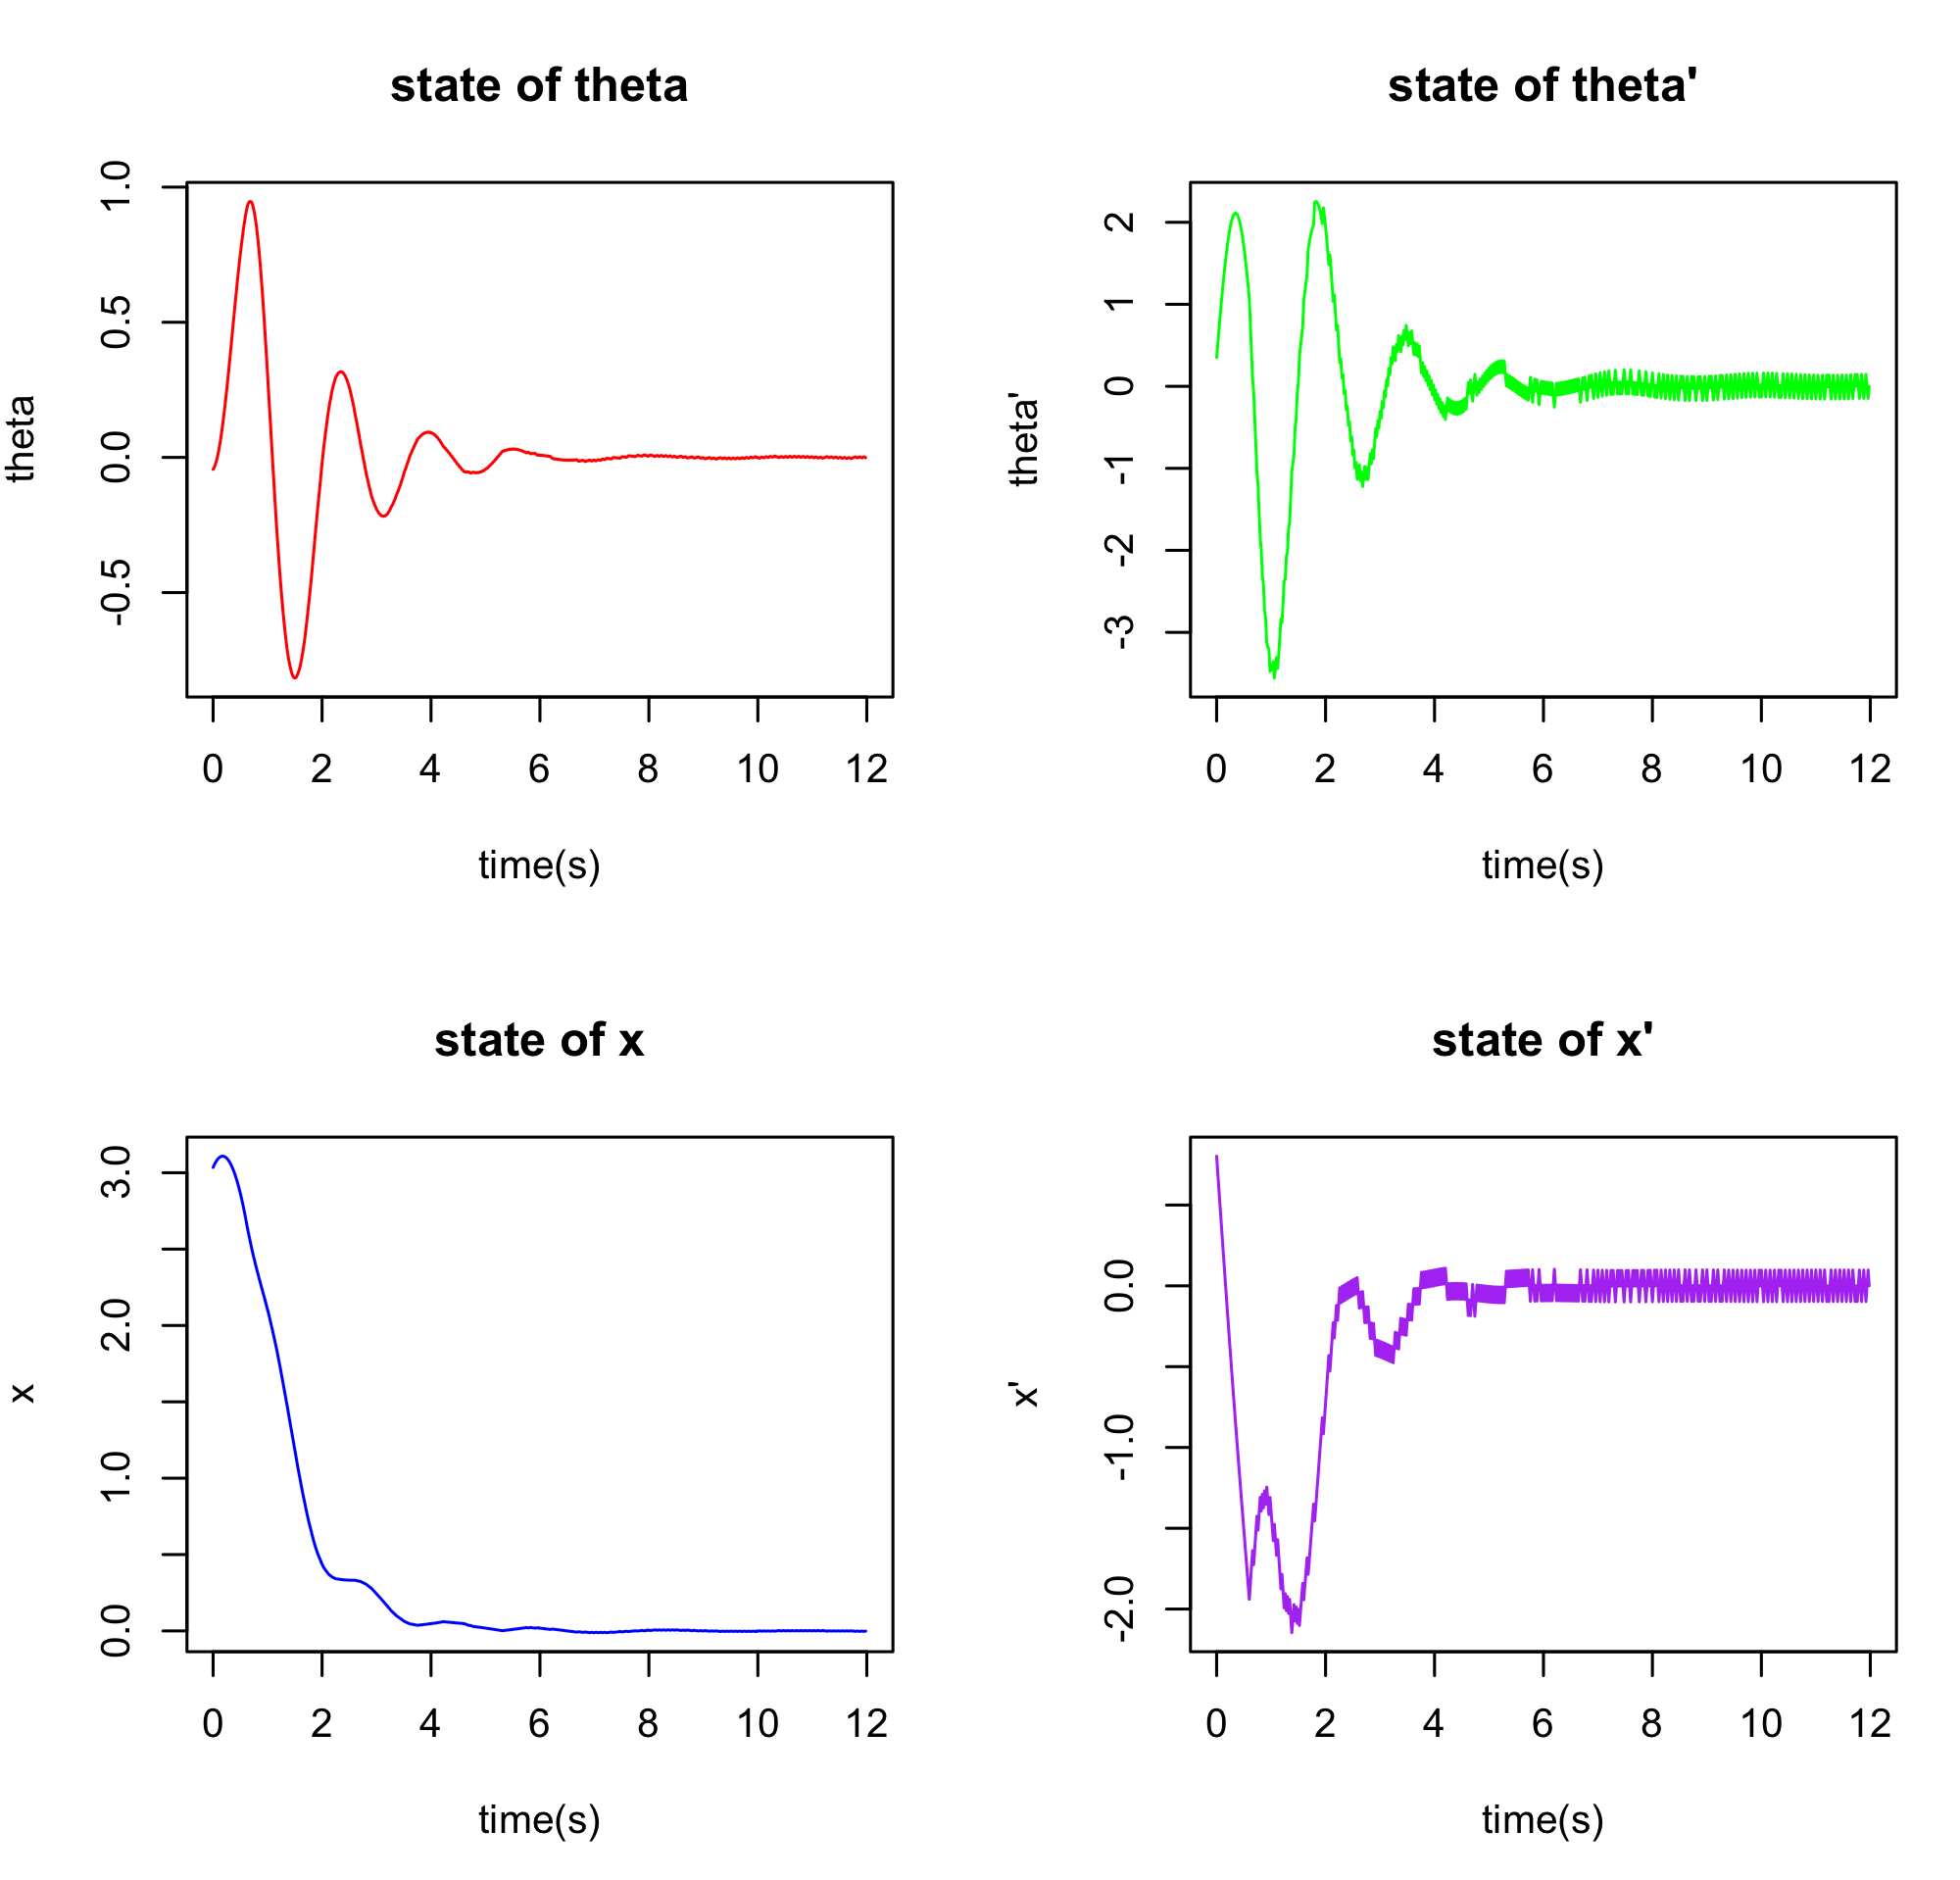 state of theta
theta
1.0
0.5
0.0
-0.5
0 2 4 6 8 10 12
time(s)
state of theta'
theta'
2
1
0
-1
-2
-3
0 2 4 6 8 10 12
time(s)
state of x
x
3.0
2.0
1.0
0.0
0 2 4 6 8 10 12
time(s)
state of x'
x'
0.0
-1.0
-2.0
0 2 4 6 8 10 12
time(s)